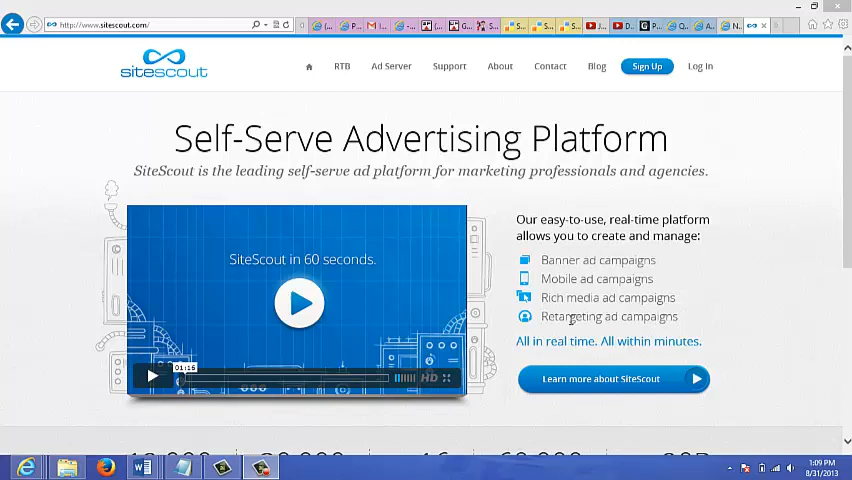 http://www.sitescout.com/
sitescout
RTB
Ad Server
Support
About
Contact
Blog
Sign Up
Log In
Self-Serve Advertising Platform
SiteScout is the leading self-serve ad platform for marketing professionals and agencies.
SiteScout in 60 seconds.
01:16
HD
Our easy-to-use, real-time platform
allows you to create and manage:
Banner ad campaigns
Mobile ad campaigns
Rich media ad campaigns
Retargeting ad campaigns
All in real time. All within minutes.
Learn more about SiteScout
1:09 PM
8/31/2013